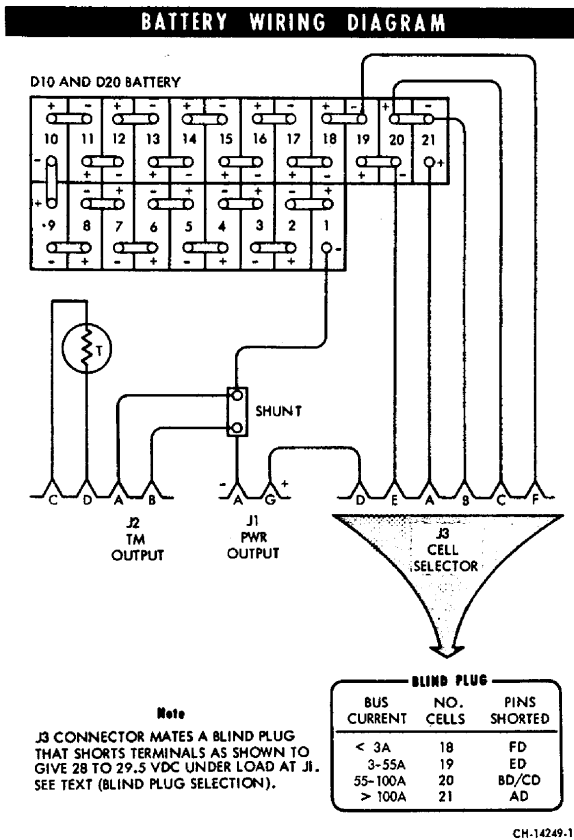 BATTERY WIRING DIAGRAM
D10 AND D20 BATTERY
+ - + - + - + - + - + - + - + - + -
10 11 12 13 14 15 16 17 18 19 20 21
- + - + - + - + - + - + - +
+ - + - + - + - + -
9 8 7 6 5 4 3 2 1
- + - + - + - + -
T
SHUNT
- +
C D A B A G D E A B C F
J2
TM
OUTPUT
J1
PWR
OUTPUT
J3
CELL
SELECTOR
BLIND PLUG
BUS CURRENT NO. CELLS PINS SHORTED
< 3A 18 FD
3-55A 19 ED
55-100A 20 BD/CD
> 100A 21 AD
Note
J3 CONNECTOR MATES A BLIND PLUG
THAT SHORTS TERMINALS AS SHOWN TO
GIVE 28 TO 29.5 VDC UNDER LOAD AT J1.
SEE TEXT (BLIND PLUG SELECTION).
CH-14249-1